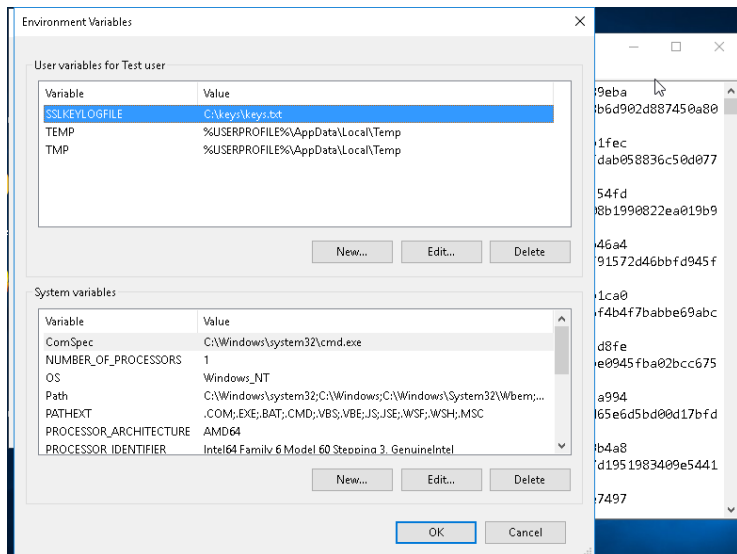 Environment Variables
User variables for Test user
Variable Value
SSLKEYLOGFILE C:\keys\keys.txt
TEMP %USERPROFILE%\AppData\Local\Temp
TMP %USERPROFILE%\AppData\Local\Temp
New... Edit... Delete
System variables
Variable Value
ComSpec C:\Windows\system32\cmd.exe
NUMBER_OF_PROCESSORS 1
OS Windows_NT
Path C:\Windows\system32;C:\Windows;C:\Windows\System32\Wbem;...
PATHEXT .COM;.EXE;.BAT;.CMD;.VBS;.VBE;.JS;.JSE;.WSF;.WSH;.MSC
PROCESSOR_ARCHITECTURE AMD64
PROCESSOR_IDENTIFIER Intel64 Family 6 Model 60 Stepping 3, GenuineIntel
New... Edit... Delete
OK Cancel
9eba
b6d902d887450a80
1fec
dab058836c50d077
54fd
8b1990822ea019b9
46a4
91572d46bbfd945f
1ca0
f4b4f7babbe69abc
d8fe
e0945fba02bcc675
a994
65e6d5bd00d17bfd
b4a8
d1951983409e5441
7497